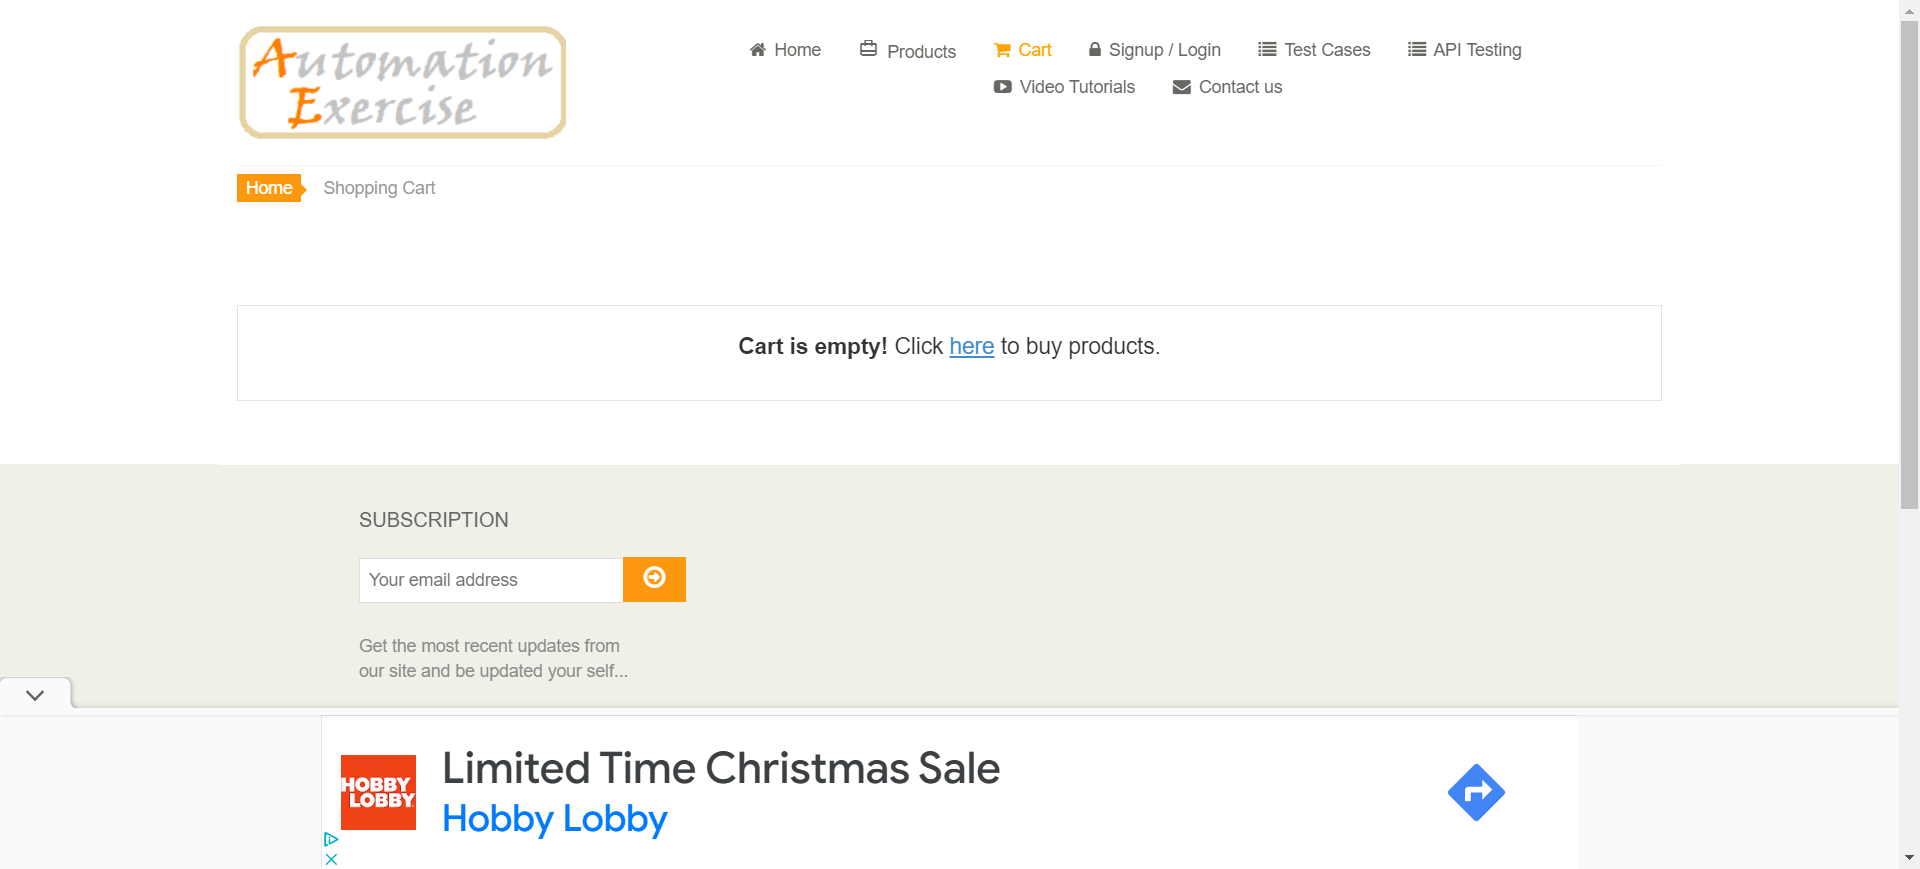 Automation
Exercise
Home
Products
Cart
Signup / Login
Test Cases
API Testing
Video Tutorials
Contact us
Home
Shopping Cart
Cart is empty! Click here to buy products.
SUBSCRIPTION
Your email address
Get the most recent updates from
our site and be updated your self...
HOBBY
LOBBY
Limited Time Christmas Sale
Hobby Lobby